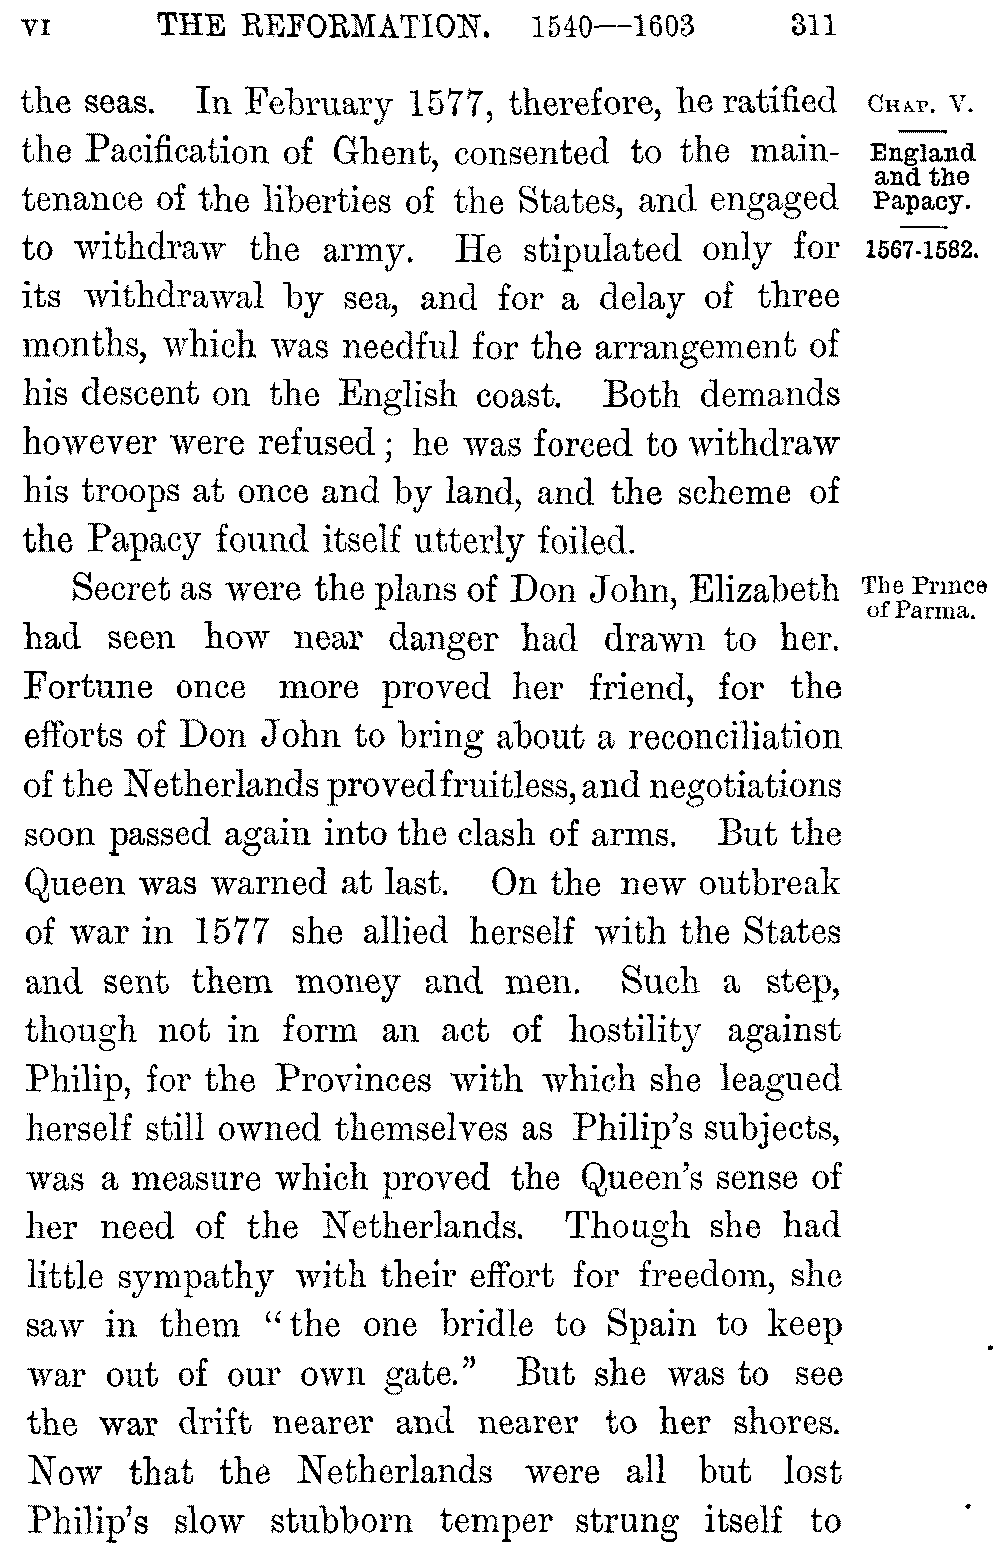 VI THE REFORMATION. 1540—1603 311
the seas. In February 1577, therefore, he ratified
the Pacification of Ghent, consented to the main-
tenance of the liberties of the States, and engaged
to withdraw the army. He stipulated only for
its withdrawal by sea, and for a delay of three
months, which was needful for the arrangement of
his descent on the English coast. Both demands
however were refused; he was forced to withdraw
his troops at once and by land, and the scheme of
the Papacy found itself utterly foiled.
CHAP. V.
England
and the
Papacy.
1567-1582.
Secret as were the plans of Don John, Elizabeth
had seen how near danger had drawn to her.
Fortune once more proved her friend, for the
efforts of Don John to bring about a reconciliation
of the Netherlands proved fruitless, and negotiations
soon passed again into the clash of arms. But the
Queen was warned at last. On the new outbreak
of war in 1577 she allied herself with the States
and sent them money and men. Such a step,
though not in form an act of hostility against
Philip, for the Provinces with which she leagued
herself still owned themselves as Philip's subjects,
was a measure which proved the Queen's sense of
her need of the Netherlands. Though she had
little sympathy with their effort for freedom, she
saw in them "the one bridle to Spain to keep
war out of our own gate." But she was to see
the war drift nearer and nearer to her shores.
Now that the Netherlands were all but lost
Philip's slow stubborn temper strung itself to
The Prince
of Parma.